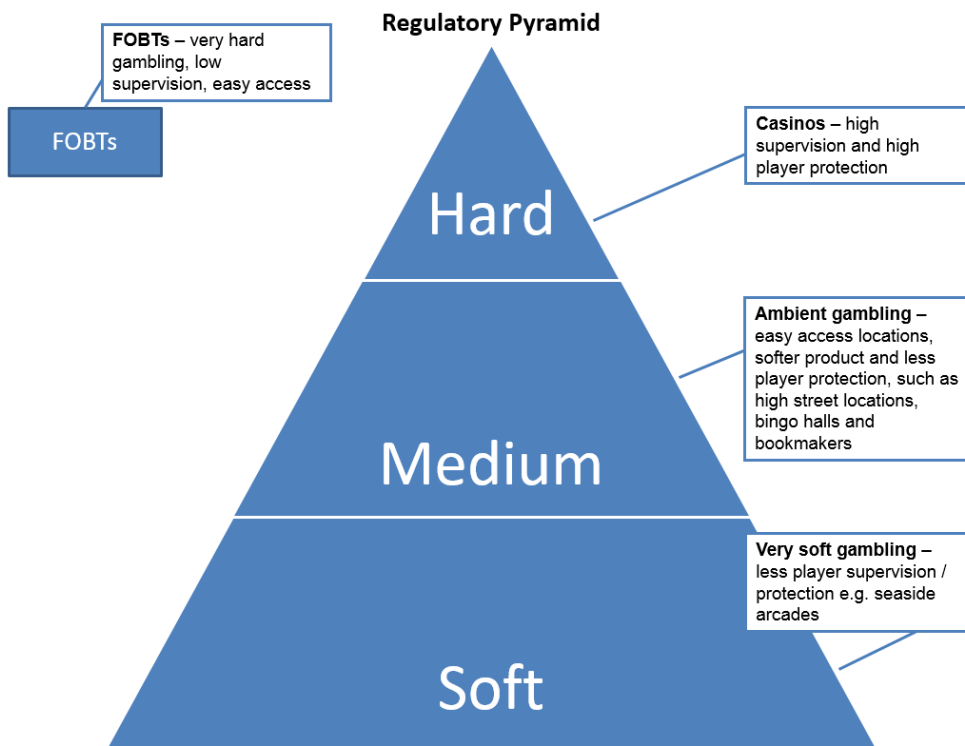 Regulatory Pyramid
FOBTs – very hard
gambling, low
supervision, easy access
FOBTs
Casinos – high
supervision and high
player protection
Hard
Ambient gambling –
easy access locations,
softer product and less
player protection, such as
high street locations,
bingo halls and
bookmakers
Medium
Very soft gambling –
less player supervision /
protection e.g. seaside
arcades
Soft